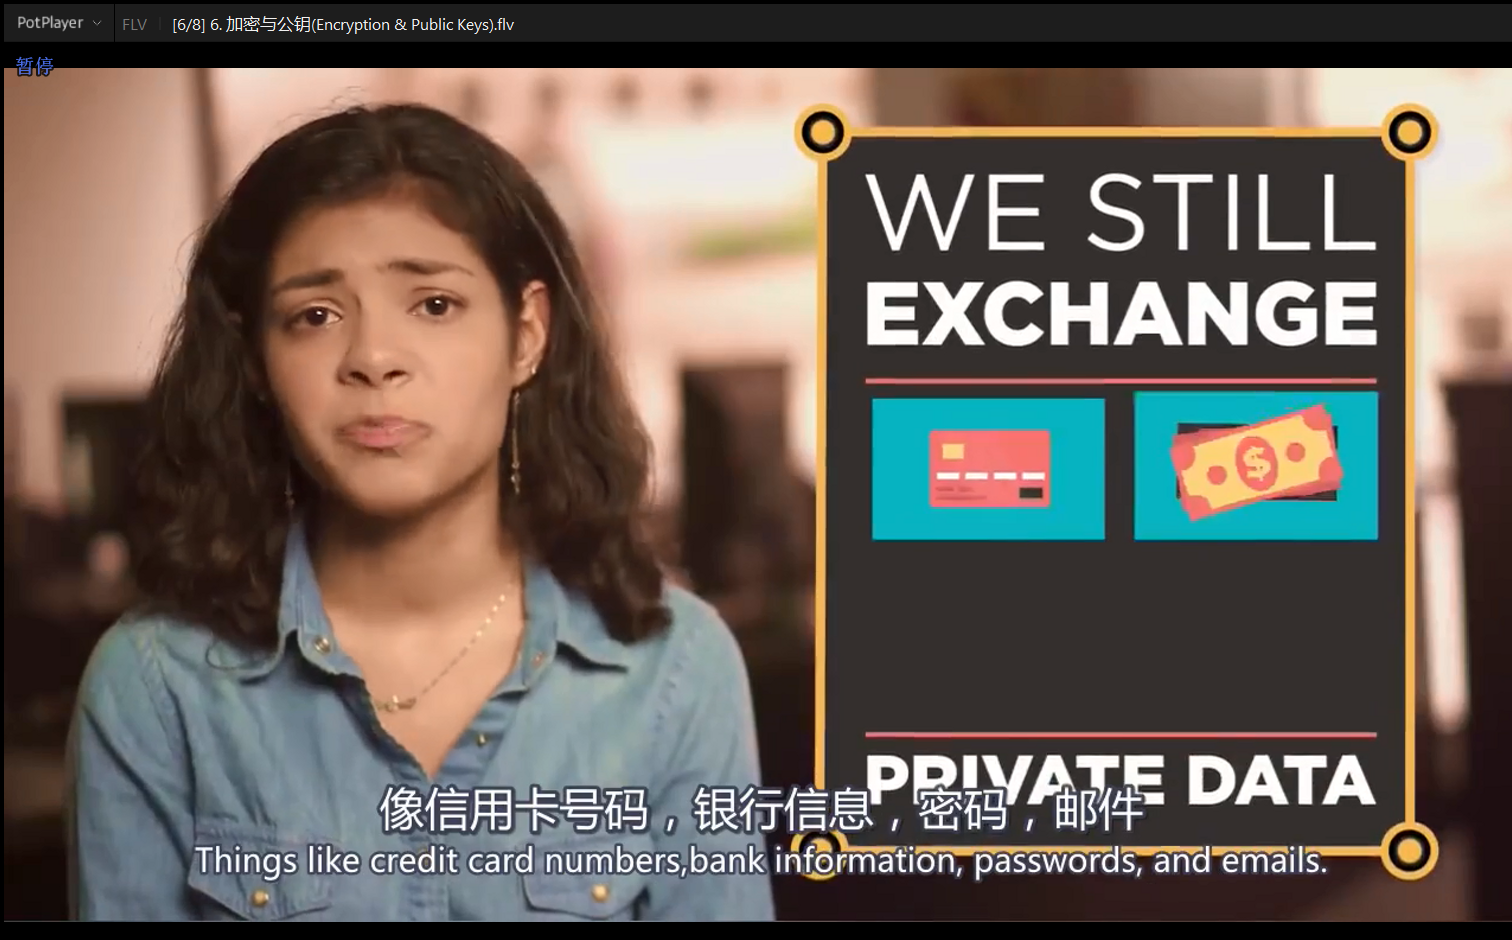 PotPlayer
FLV
[6/8] 6. 加密与公钥(Encryption & Public Keys).flv
暂停
WE STILL
EXCHANGE
$
PRIVATE DATA
像信用卡号码，银行信息，密码，邮件
Things like credit card numbers,bank information, passwords, and emails.